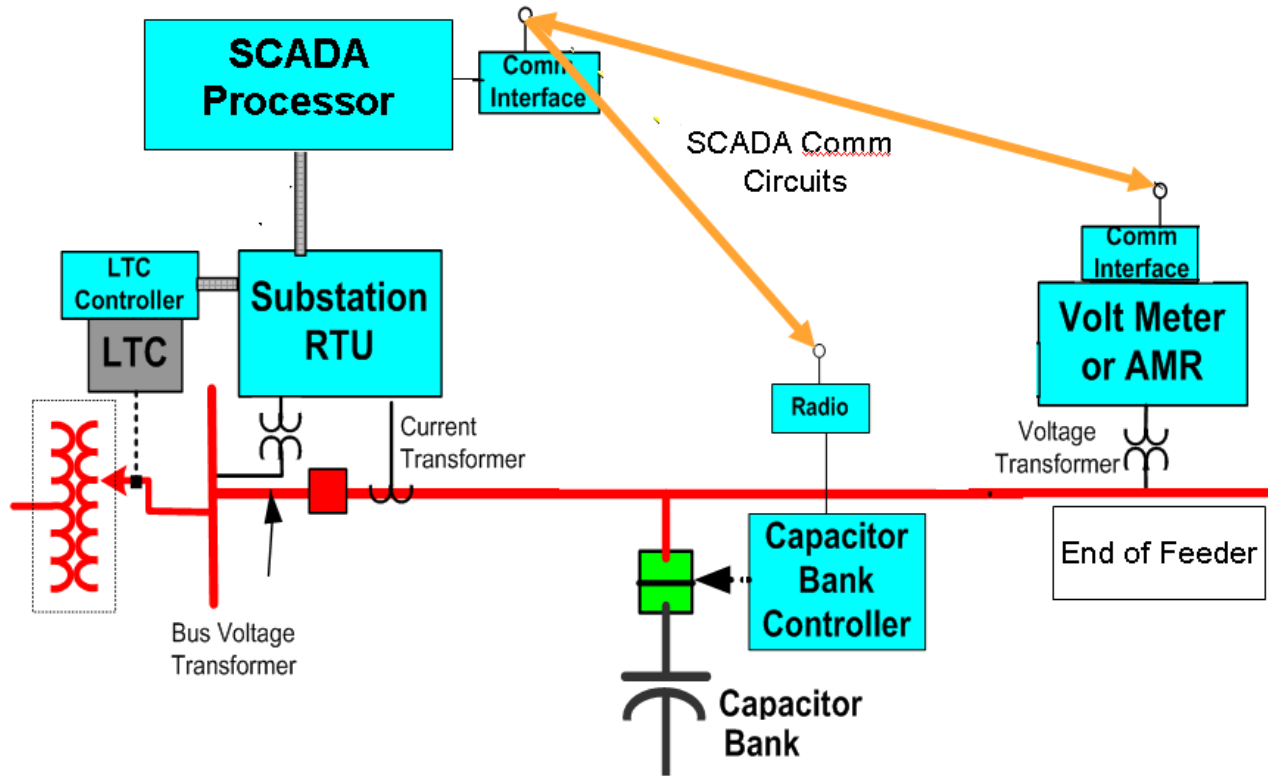 SCADA
Processor
Comm
Interface
SCADA Comm
Circuits
Comm
Interface
LTC
Controller
LTC
Substation
RTU
Volt Meter
or AMR
Radio
Current
Transformer
Voltage
Transformer
Capacitor
Bank
Controller
End of Feeder
Bus Voltage
Transformer
Capacitor
Bank